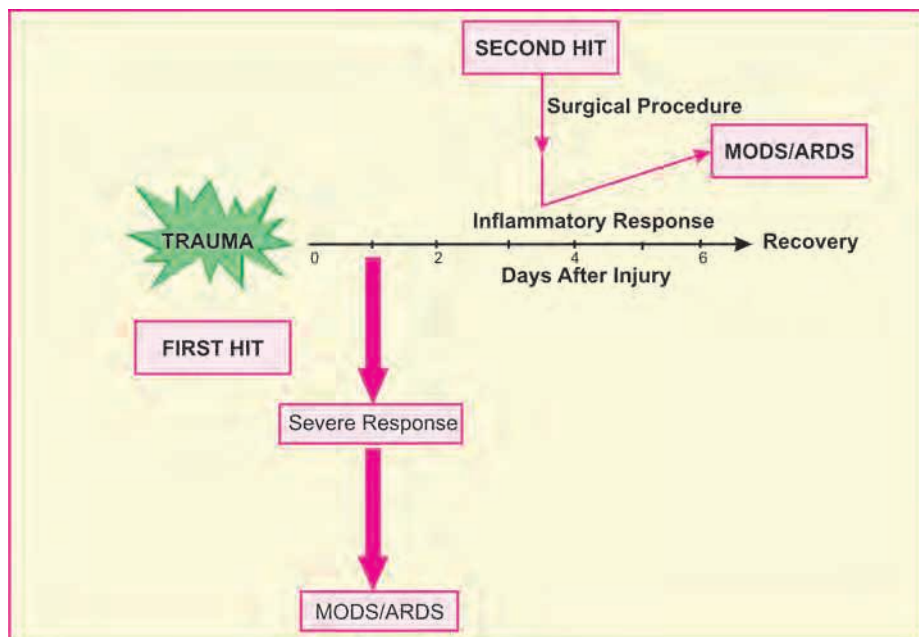 SECOND HIT
Surgical Procedure
MODS/ARDS
Inflammatory Response
TRAUMA
Recovery
0 2 4 6
Days After Injury
FIRST HIT
Severe Response
MODS/ARDS